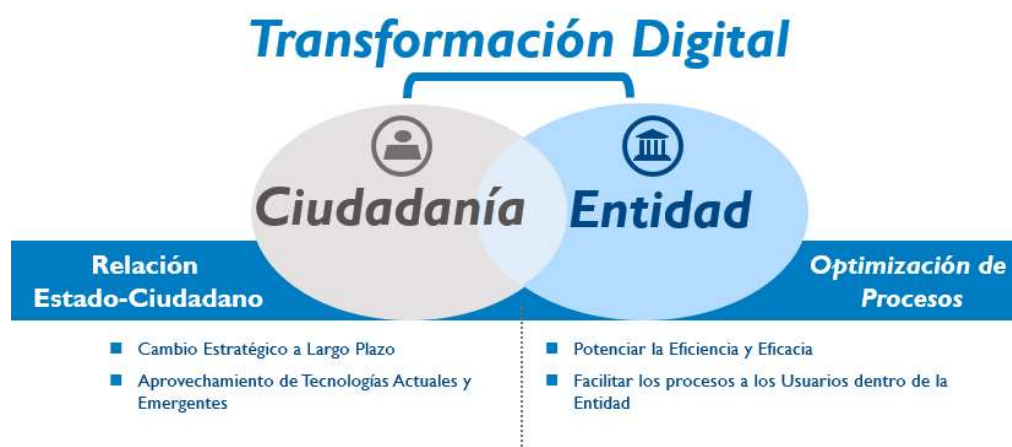 Transformación Digital
Ciudadanía
Entidad
Relación
Estado-Ciudadano
Optimización de
Procesos
Cambio Estratégico a Largo Plazo
Aprovechamiento de Tecnologías Actuales y
Emergentes
Potenciar la Eficiencia y Eficacia
Facilitar los procesos a los Usuarios dentro de la
Entidad